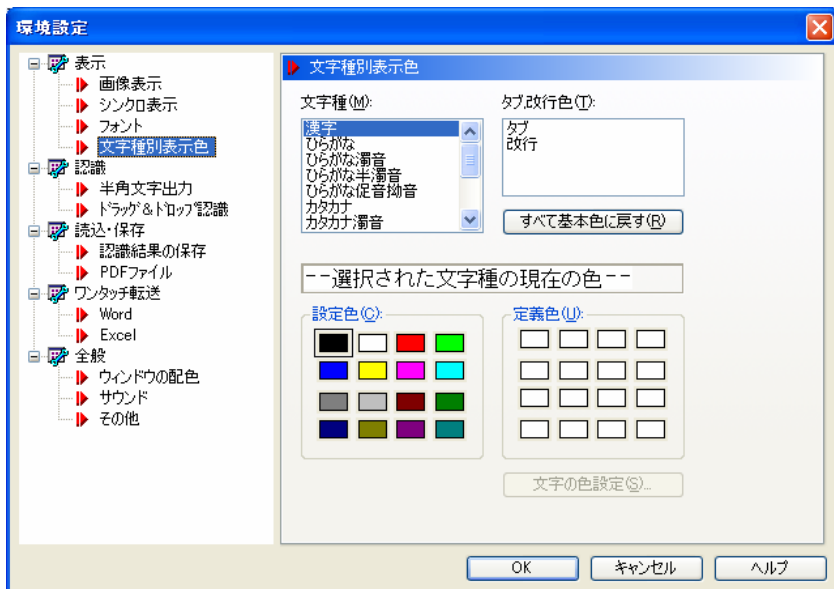 環境設定
表示
画像表示
シンクロ表示
フォント
文字種別表示色
認識
半角文字出力
ドラッグ&ドロップ認識
読込・保存
認識結果の保存
PDFファイル
ワンタッチ転送
Word
Excel
全般
ウィンドウの配色
サウンド
その他
文字種別表示色
文字種(M):
漢字
ひらがな
ひらがな濁音
ひらがな半濁音
ひらがな促音拗音
カタカナ
カタカナ濁音
タブ,改行色(T):
タブ
改行
すべて基本色に戻す(R)
--選択された文字種の現在の色--
設定色(C):
定義色(U):
文字の色設定(S)...
OK
キャンセル
ヘルプ